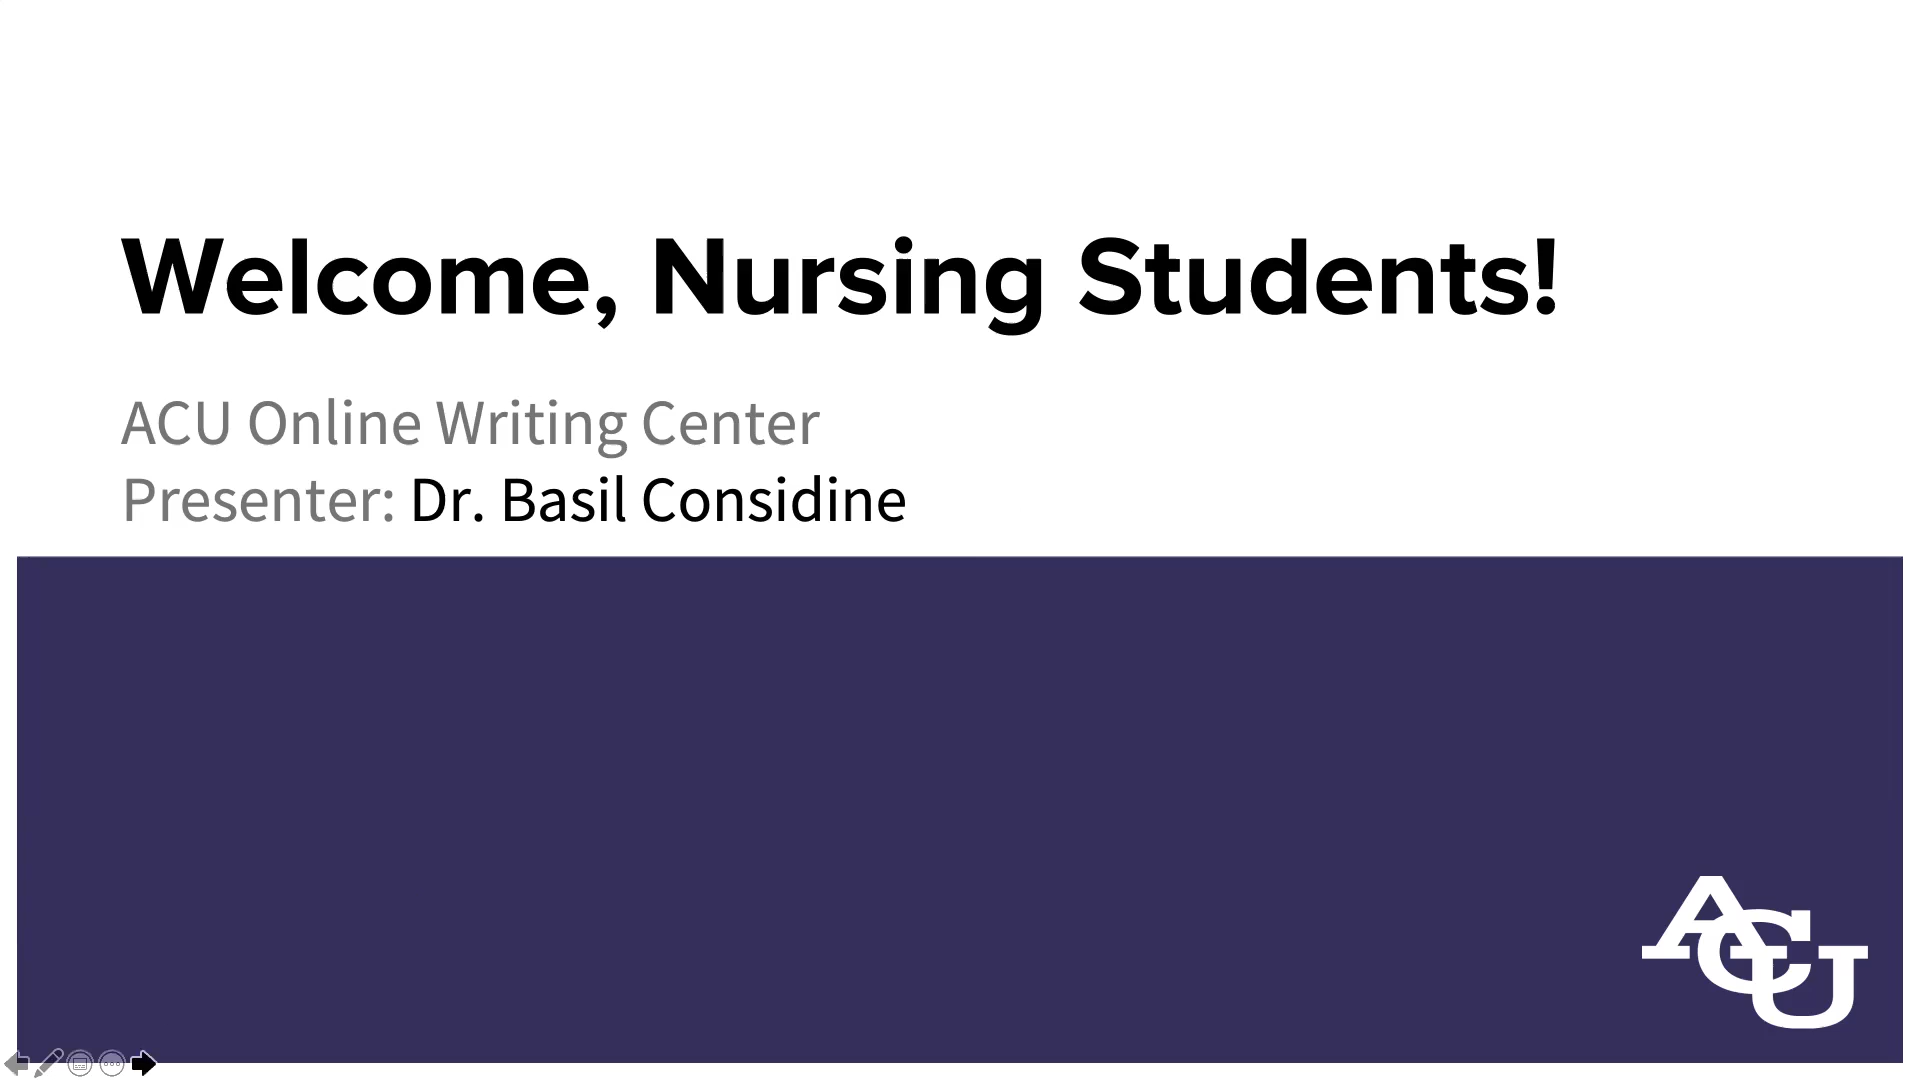 Welcome, Nursing Students!
ACU Online Writing Center
Presenter: Dr. Basil Considine
ACU